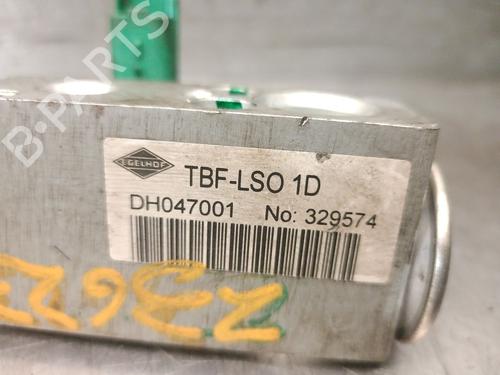 B-PARTS
EGELHOF
TBF-LSO 1D
DH047001 No: 329574